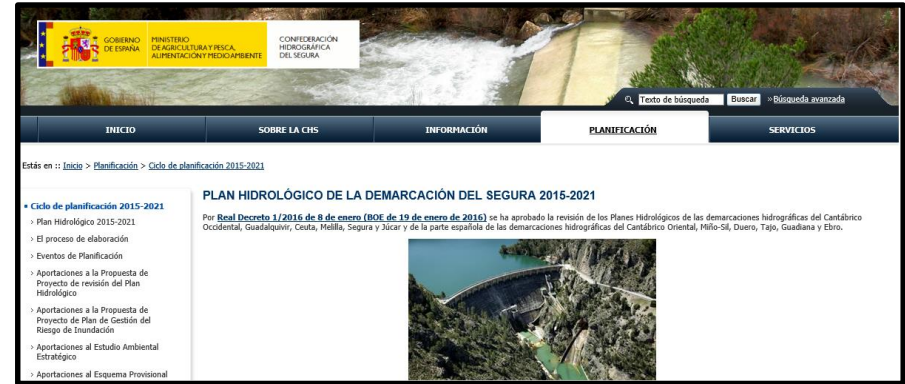 GOBIERNO
DE ESPAÑA
MINISTERIO
DE AGRICULTURA Y PESCA,
ALIMENTACIÓN Y MEDIO AMBIENTE
CONFEDERACIÓN
HIDROGRÁFICA
DEL SEGURA
Texto de búsqueda Buscar »Búsqueda avanzada
INICIO SOBRE LA CHS INFORMACIÓN PLANIFICACIÓN SERVICIOS
Estás en :: Inicio > Planificación > Ciclo de planificación 2015-2021
Ciclo de planificación 2015-2021
> Plan Hidrológico 2015-2021
> El proceso de elaboración
> Eventos de Planificación
> Aportaciones a la Propuesta de
Proyecto de revisión del Plan
Hidrológico
> Aportaciones a la Propuesta de
Proyecto de Plan de Gestión del
Riesgo de Inundación
> Aportaciones al Estudio Ambiental
Estratégico
> Aportaciones al Esquema Provisional
PLAN HIDROLÓGICO DE LA DEMARCACIÓN DEL SEGURA 2015-2021
Por Real Decreto 1/2016 de 8 de enero (BOE de 19 de enero de 2016) se ha aprobado la revisión de los Planes Hidrológicos de las demarcaciones hidrográficas del Cantábrico
Occidental, Guadalquivir, Ceuta, Melilla, Segura y Júcar y de la parte española de las demarcaciones hidrográficas del Cantábrico Oriental, Miño-Sil, Duero, Tajo, Guadiana y Ebro.